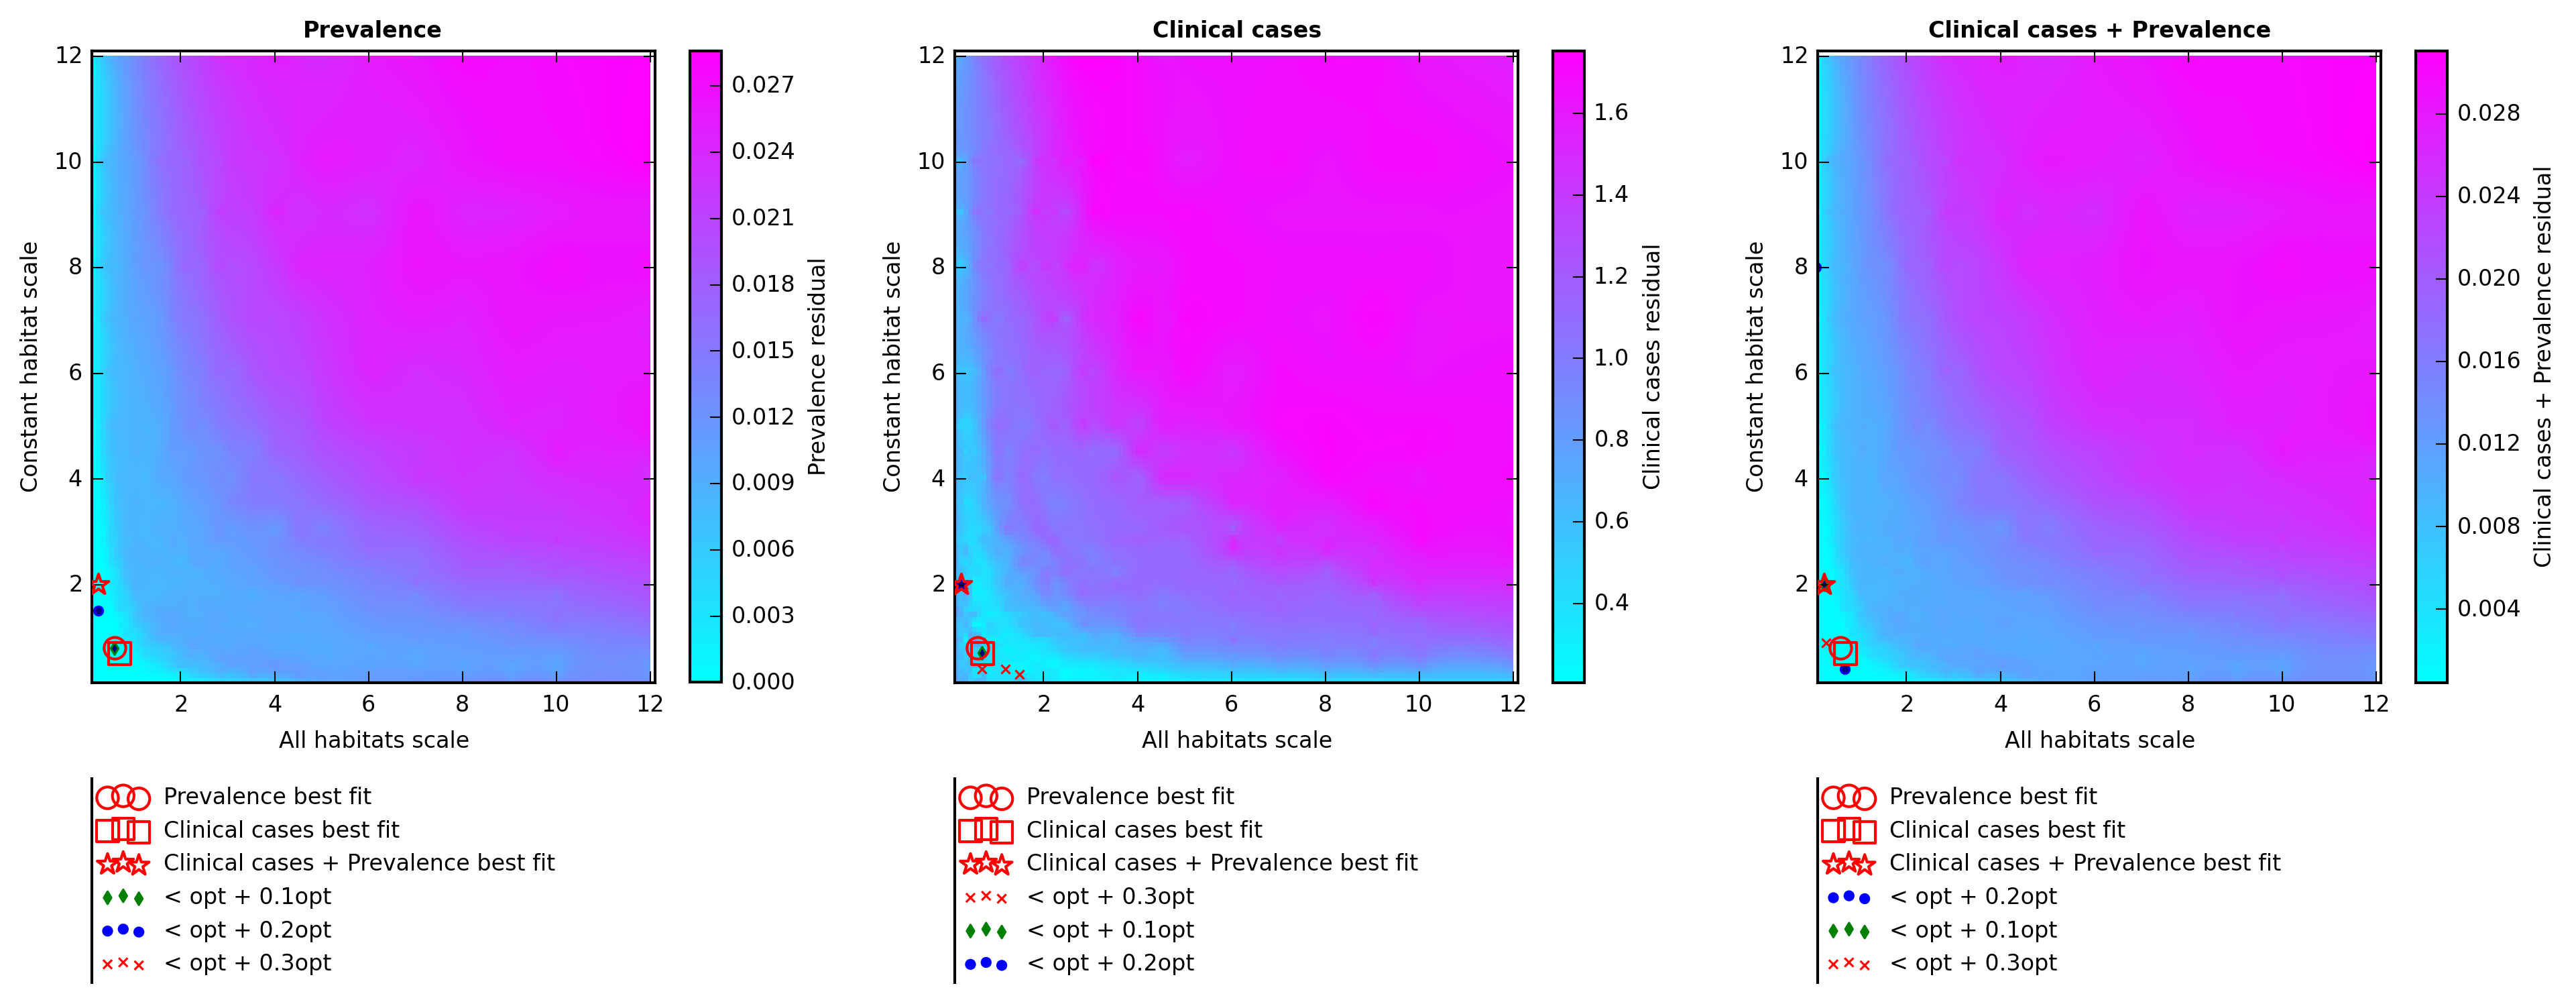 Prevalence
12
10
8
6
4
2
2 4 6 8 10 12
Constant habitat scale
All habitats scale
0.027
0.024
0.021
0.018
0.015
0.012
0.009
0.006
0.003
0.000
Prevalence residual
Prevalence best fit
Clinical cases best fit
Clinical cases + Prevalence best fit
< opt + 0.1opt
< opt + 0.2opt
< opt + 0.3opt
Clinical cases
12
10
8
6
4
2
2 4 6 8 10 12
Constant habitat scale
All habitats scale
1.6
1.4
1.2
1.0
0.8
0.6
0.4
Clinical cases residual
Prevalence best fit
Clinical cases best fit
Clinical cases + Prevalence best fit
< opt + 0.3opt
< opt + 0.1opt
< opt + 0.2opt
Clinical cases + Prevalence
12
10
8
6
4
2
2 4 6 8 10 12
Constant habitat scale
All habitats scale
0.028
0.024
0.020
0.016
0.012
0.008
0.004
Clinical cases + Prevalence residual
Prevalence best fit
Clinical cases best fit
Clinical cases + Prevalence best fit
< opt + 0.2opt
< opt + 0.1opt
< opt + 0.3opt